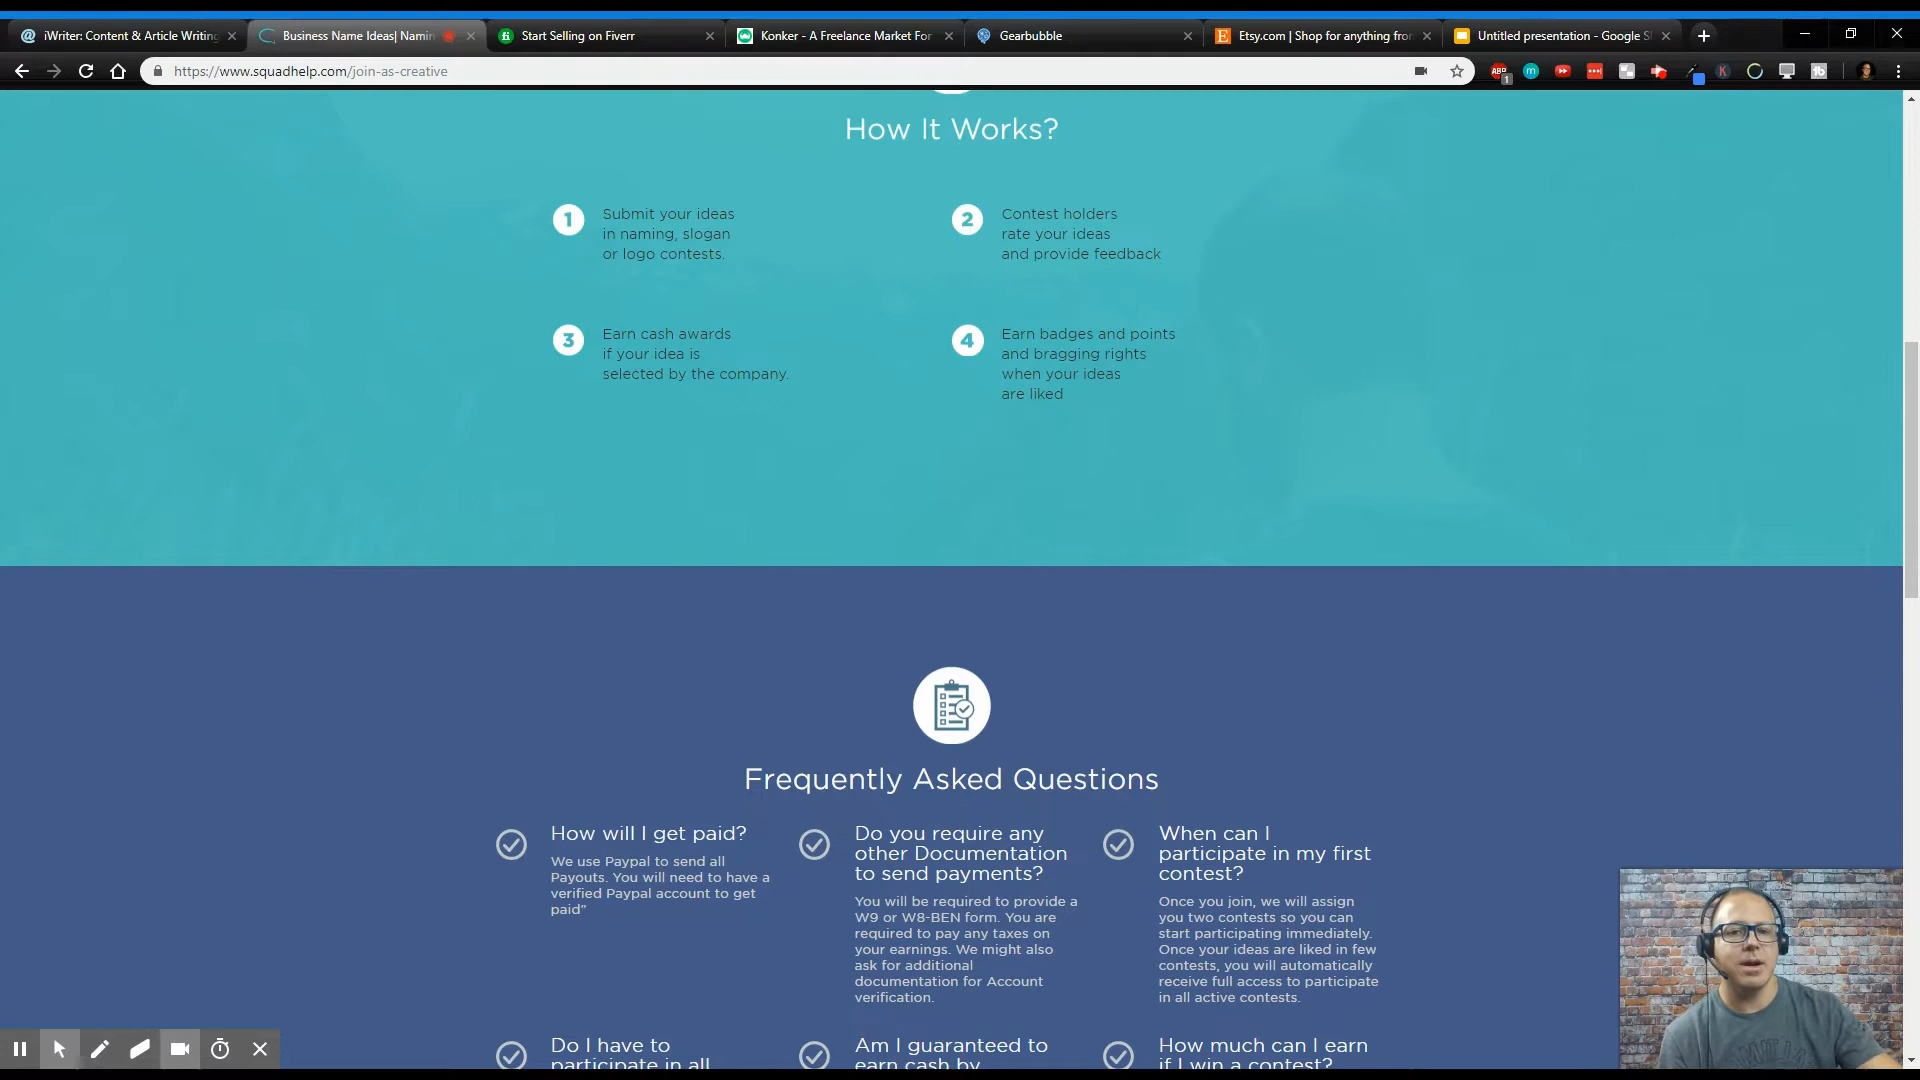 iWriter: Content & Article Writing
Business Name Ideas| Namin
Start Selling on Fiverr
Konker - A Freelance Market For
Gearbubble
Etsy.com | Shop for anything fro
Untitled presentation - Google S
https://www.squadhelp.com/join-as-creative
How It Works?
1
Submit your ideas
in naming, slogan
or logo contests.
2
Contest holders
rate your ideas
and provide feedback
3
Earn cash awards
if your idea is
selected by the company.
4
Earn badges and points
and bragging rights
when your ideas
are liked
Frequently Asked Questions
How will I get paid?
We use Paypal to send all
Payouts. You will need to have a
verified Paypal account to get
paid"
Do you require any
other Documentation
to send payments?
You will be required to provide a
W9 or W8-BEN form. You are
required to pay any taxes on
your earnings. We might also
ask for additional
documentation for Account
verification.
When can I
participate in my first
contest?
Once you join, we will assign
you two contests so you can
start participating immediately.
Once your ideas are liked in few
contests, you will automatically
receive full access to participate
in all active contests.
Do I have to
participate in all
Am I guaranteed to
earn cash by
How much can I earn
if I win a contest?